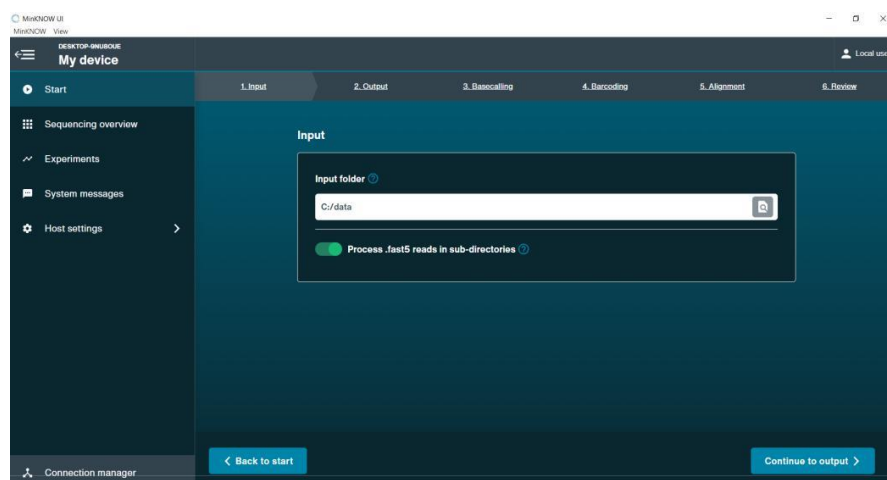 MinKNOW UI
MinKNOW View
DESKTOP-9NU8OUE
My device
Local use
Start
Sequencing overview
Experiments
System messages
Host settings
Connection manager
1. Input
2. Output
3. Basecalling
4. Barcoding
5. Alignment
6. Review
Input
Input folder
C:/data
Process .fast5 reads in sub-directories
Back to start
Continue to output